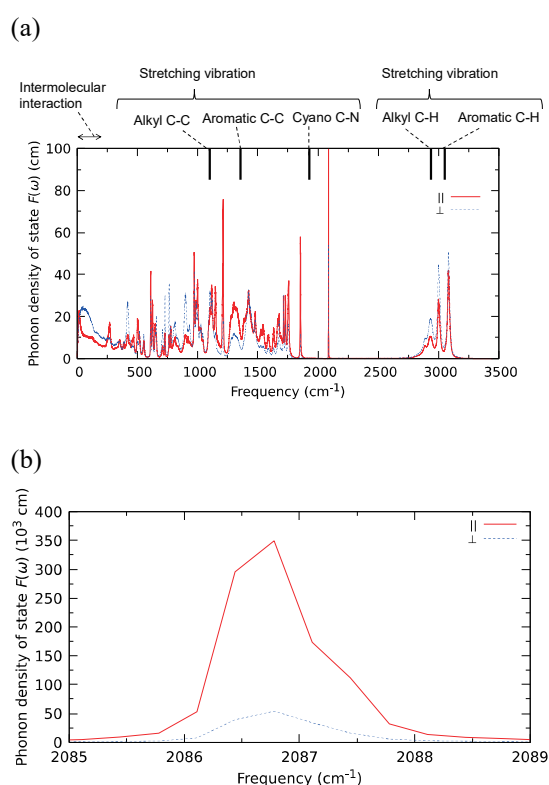 (a)
Stretching vibration Stretching vibration
Intermolecular
interaction
Alkyl C-C Aromatic C-C Cyano C-N Alkyl C-H Aromatic C-H
Phonon density of state F(ω) (cm)
100
80
60
40
20
0
||
⊥
0 500 1000 1500 2000 2500 3000 3500
Frequency (cm⁻¹)
(b)
Phonon density of state F(ω) (10³ cm)
400
350
300
250
200
150
100
50
0
||
⊥
2085 2086 2087 2088 2089
Frequency (cm⁻¹)